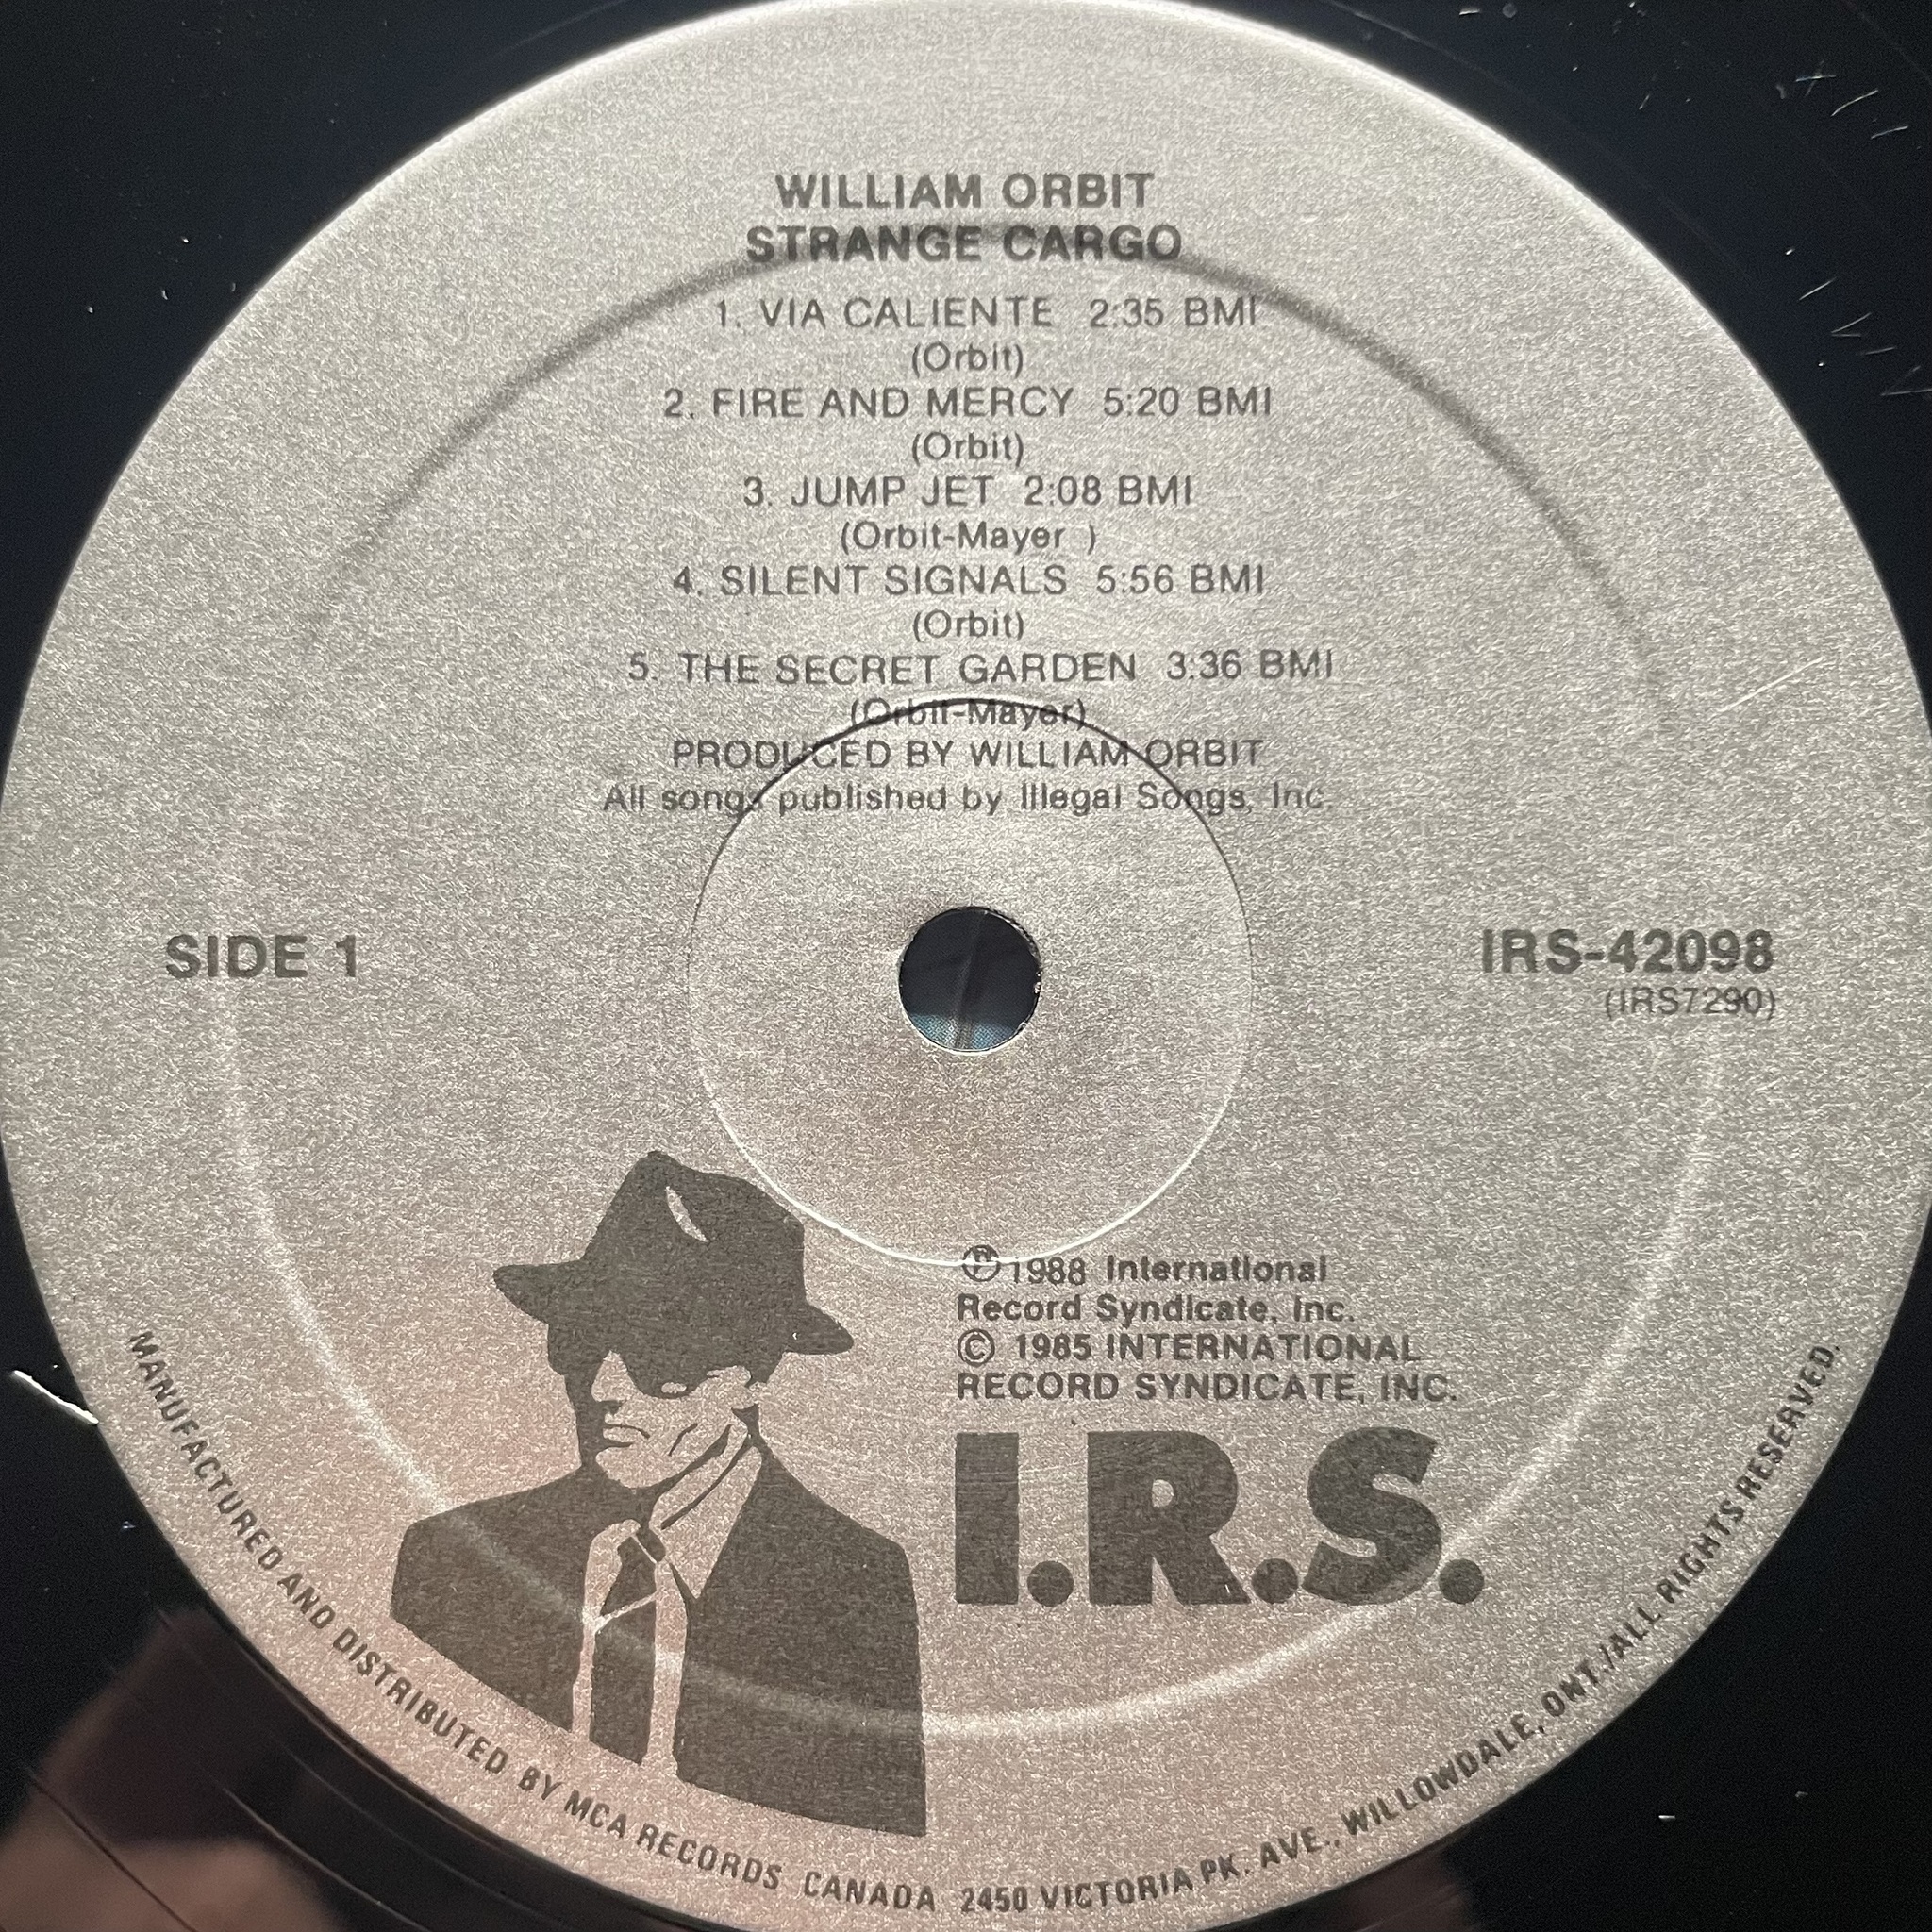 WILLIAM ORBIT
STRANGE CARGO
1. VIA CALIENTE 2:35 BMI
(Orbit)
2. FIRE AND MERCY 5:20 BMI
(Orbit)
3. JUMP JET 2:08 BMI
(Orbit-Mayer )
4. SILENT SIGNALS 5:56 BMI
(Orbit)
5. THE SECRET GARDEN 3:36 BMI
(Orbit-Mayer)
PRODUCED BY WILLIAM ORBIT
All songs published by Illegal Songs, Inc.
SIDE 1
IRS-42098
(IRS7290)
Ⓟ 1988 International
Record Syndicate, Inc.
© 1985 INTERNATIONAL
RECORD SYNDICATE, INC.
I.R.S.
MANUFACTURED AND DISTRIBUTED BY MCA RECORDS CANADA 2450 VICTORIA PK. AVE., WILLOWDALE, ONT./ALL RIGHTS RESERVED.